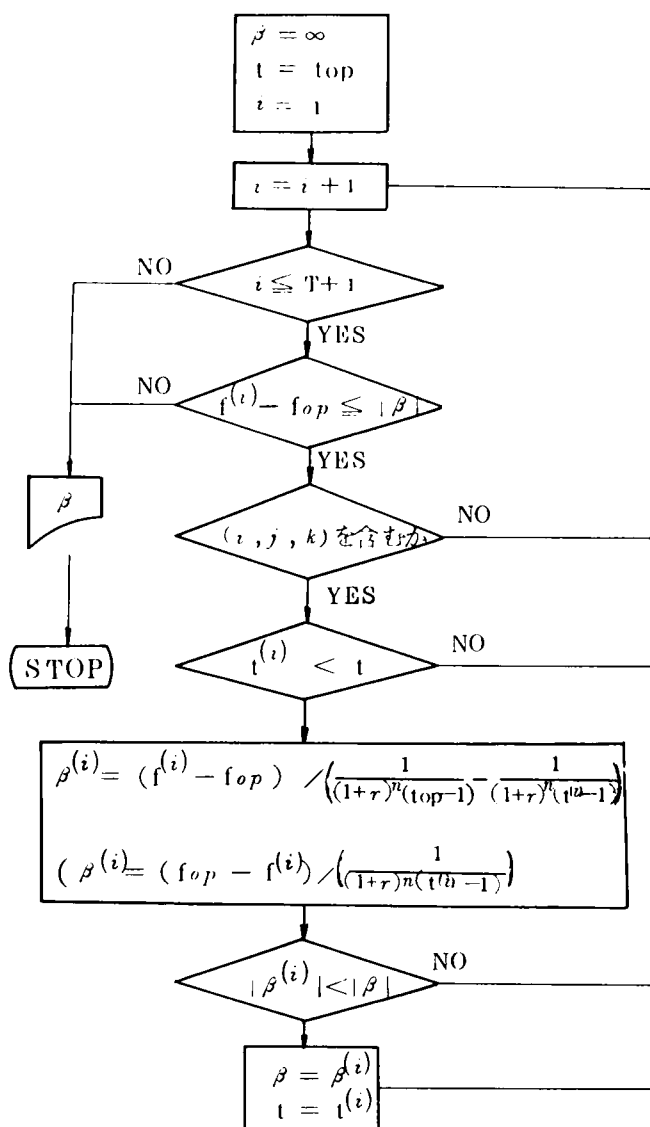 β = ∞
t = top
i = 1
i = i + 1
NO
i ≦ T + 1
YES
NO
f^(i) − fop ≦ |β|
YES
β
(i, j, k)を含むか
NO
YES
STOP
t^(i) < t
NO
β^(i) = (f^(i) − fop) / (1/((1+r)^n(top−1)) − 1/((1+r)^n(t^(i)−1)))
(β^(i) = (fop − f^(i)) / (1/((1+r)^n(t^(i)−1)))
|β^(i)| < |β|
NO
β = β^(i)
t = t^(i)